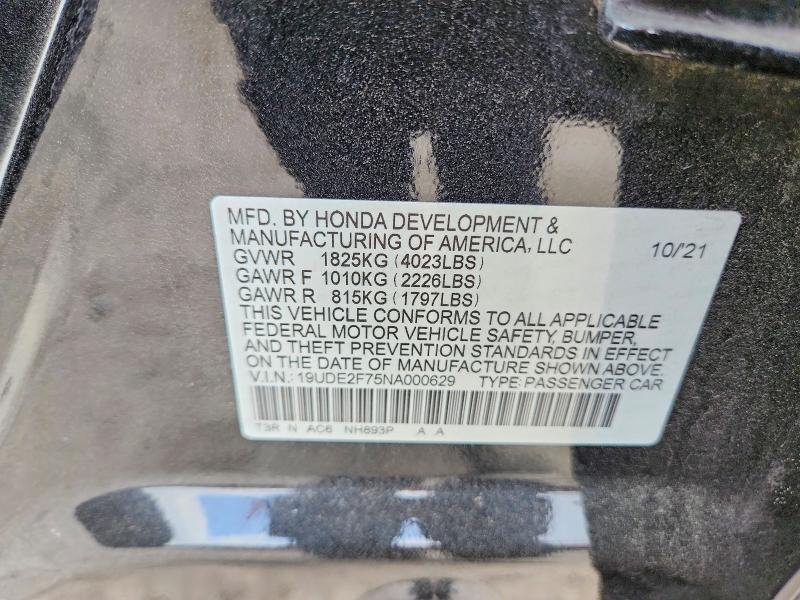 MFD. BY HONDA DEVELOPMENT &
MANUFACTURING OF AMERICA, LLC 10/'21
GVWR 1825KG (4023LBS)
GAWR F 1010KG (2226LBS)
GAWR R 815KG (1797LBS)
THIS VEHICLE CONFORMS TO ALL APPLICABLE
FEDERAL MOTOR VEHICLE SAFETY, BUMPER,
AND THEFT PREVENTION STANDARDS IN EFFECT
ON THE DATE OF MANUFACTURE SHOWN ABOVE.
V.I.N.: 19UDE2F75NA000629 TYPE: PASSENGER CAR
T3R N AC6 NH893P A A